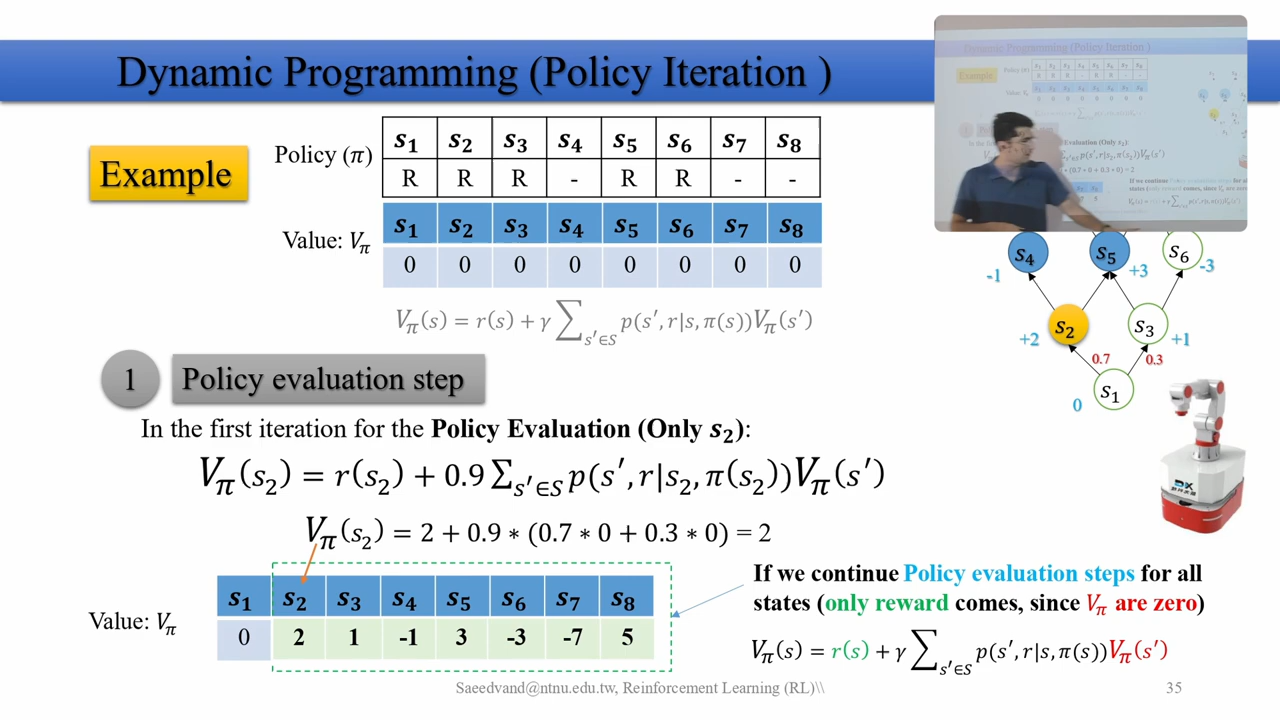 Dynamic Programming (Policy Iteration )
Example
Policy (π)
s₁ s₂ s₃ s₄ s₅ s₆ s₇ s₈
R R R - R R - -
Value: Vπ
s₁ s₂ s₃ s₄ s₅ s₆ s₇ s₈
0 0 0 0 0 0 0 0
Vπ(s) = r(s) + γ ∑s′∈S p(s′, r|s, π(s))Vπ(s′)
s₄ s₅ s₆
-1 +3 -3
s₂ s₃
+2 +1
0.7 0.3
s₁
0
1 Policy evaluation step
In the first iteration for the Policy Evaluation (Only s₂):
Vπ(s₂) = r(s₂) + 0.9 ∑s′∈S p(s′, r|s₂, π(s₂))Vπ(s′)
Vπ(s₂) = 2 + 0.9 ∗ (0.7 ∗ 0 + 0.3 ∗ 0) = 2
Value: Vπ
s₁ s₂ s₃ s₄ s₅ s₆ s₇ s₈
0 2 1 -1 3 -3 -7 5
If we continue Policy evaluation steps for all
states (only reward comes, since Vπ are zero)
Vπ(s) = r(s) + γ ∑s′∈S p(s′, r|s, π(s))Vπ(s′)
Saeedvand@ntnu.edu.tw, Reinforcement Learning (RL)\\
35
Dynamic Programming (Policy Iteration )
Example
DX